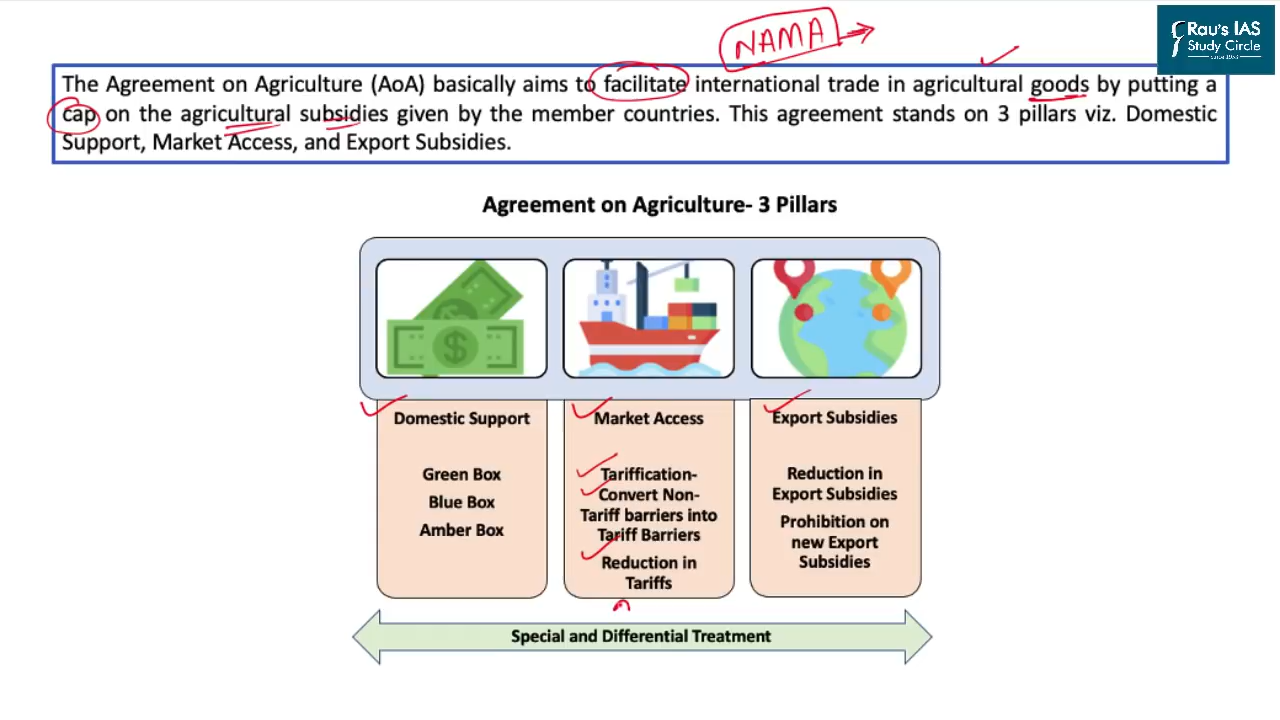 NAMA
Rau's IAS
Study Circle
since 1953
The Agreement on Agriculture (AoA) basically aims to facilitate international trade in agricultural goods by putting a
cap on the agricultural subsidies given by the member countries. This agreement stands on 3 pillars viz. Domestic
Support, Market Access, and Export Subsidies.
Agreement on Agriculture- 3 Pillars
Domestic Support
Green Box
Blue Box
Amber Box
Market Access
Tariffication-
Convert Non-
Tariff barriers into
Tariff Barriers
Reduction in
Tariffs
Export Subsidies
Reduction in
Export Subsidies
Prohibition on
new Export
Subsidies
Special and Differential Treatment